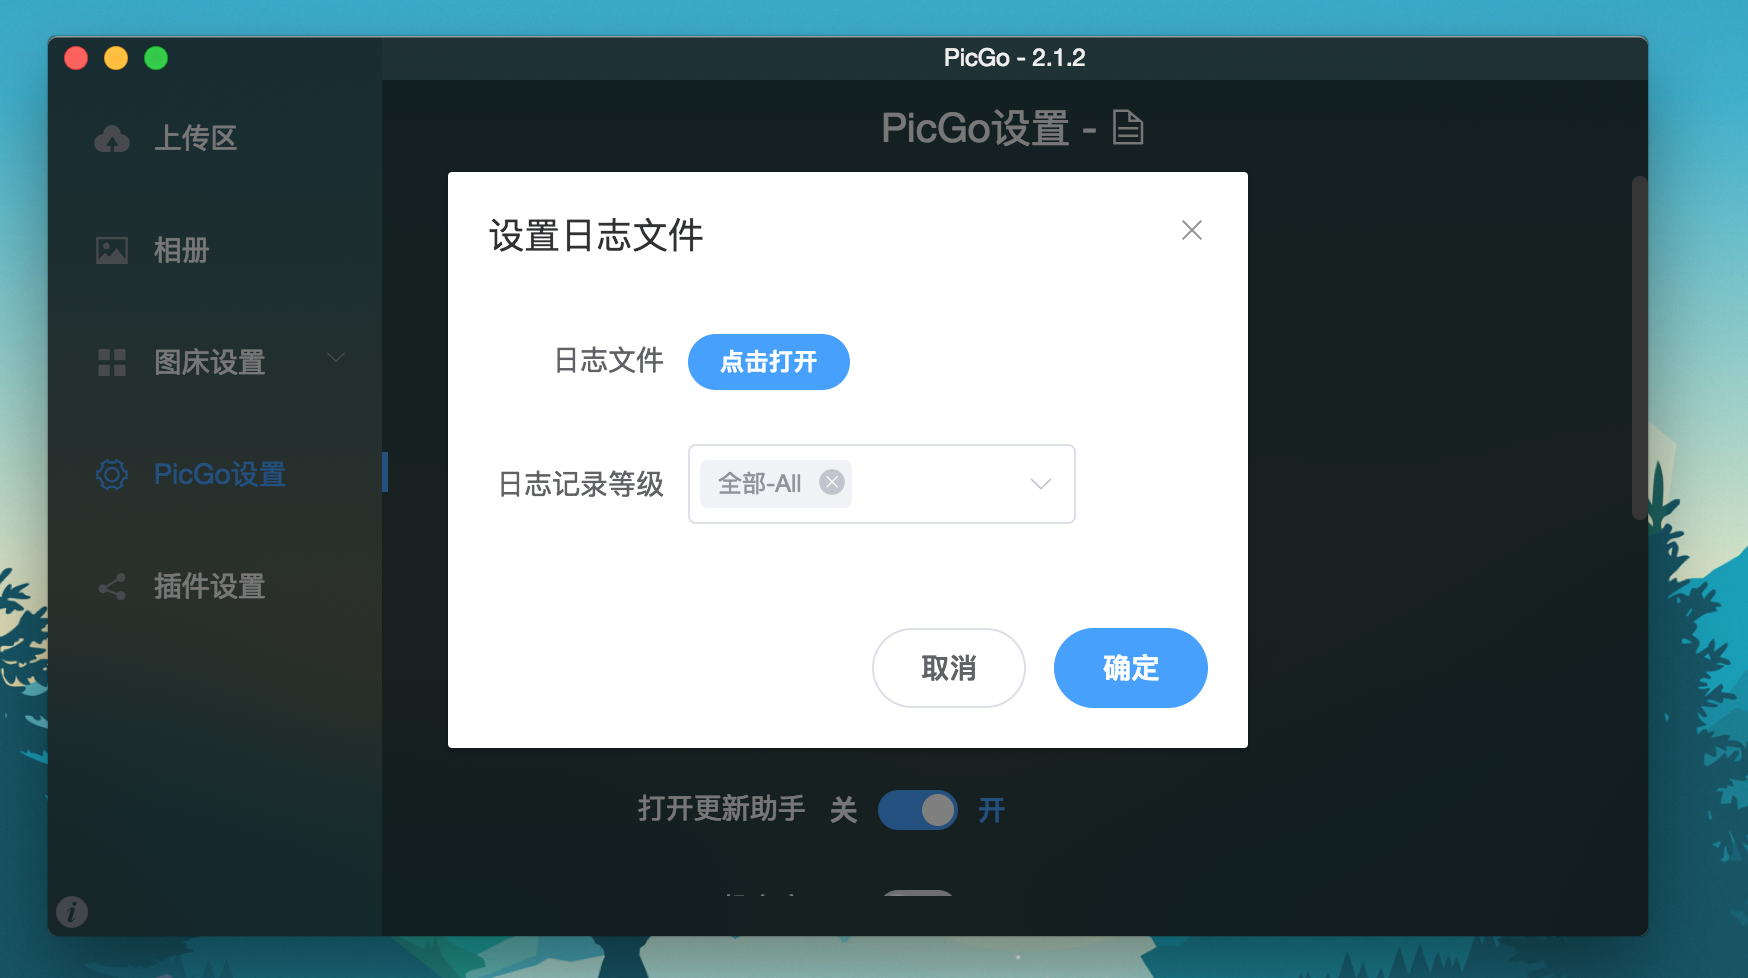 PicGo - 2.1.2
上传区
相册
图床设置
PicGo设置
插件设置
PicGo设置 -
设置日志文件
日志文件 点击打开
日志记录等级 全部-All
取消 确定
打开更新助手 关 开